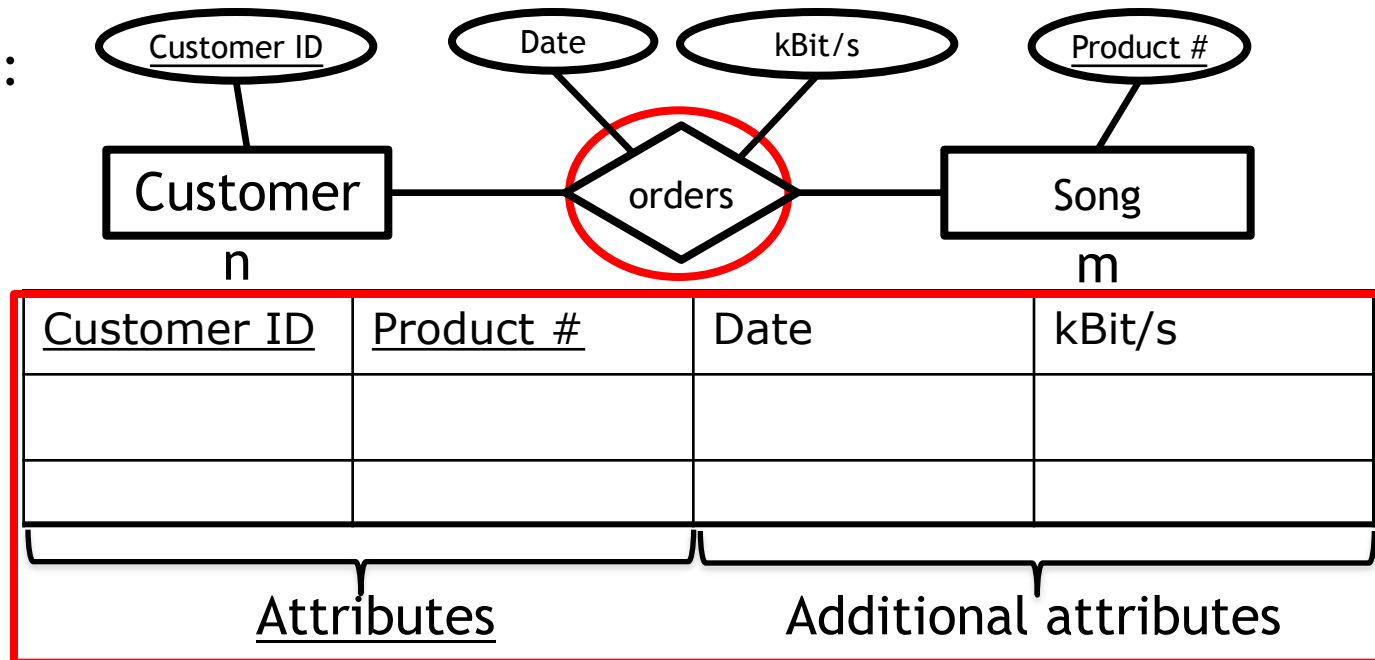 :
Customer ID
Date
kBit/s
Product #
Customer
orders
Song
n
m
Customer ID Product # Date kBit/s
Attributes Additional attributes